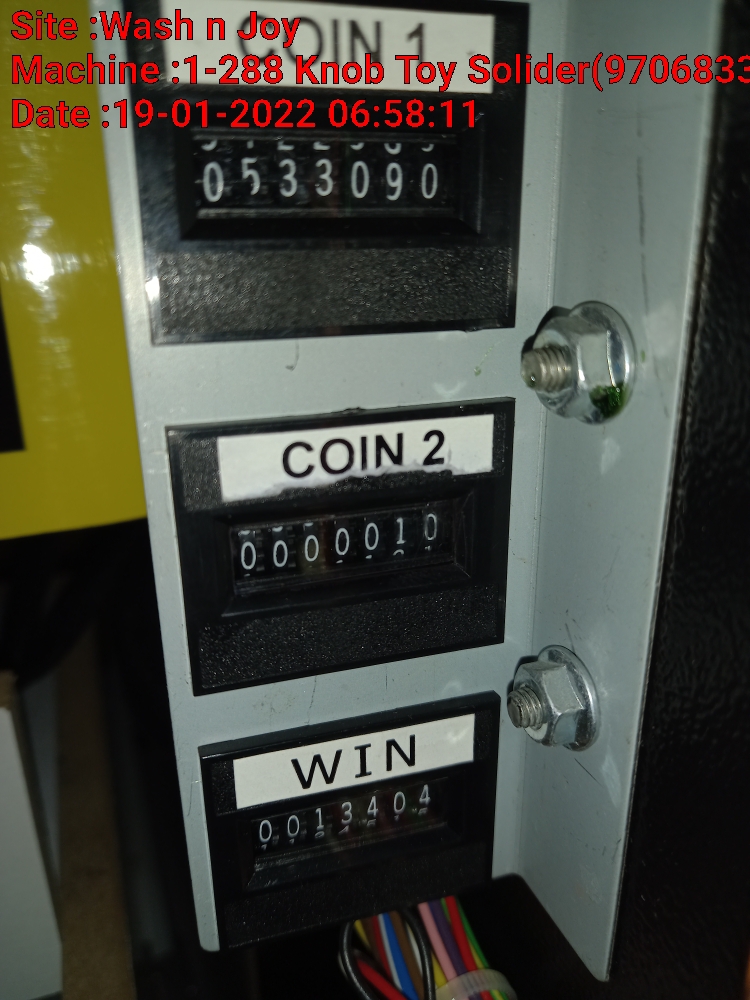 Site :Wash n Joy
COIN 1
Machine :1-288 Knob Toy Solider(9706833
Date :19-01-2022 06:58:11
0533090
COIN 2
0000010
WIN
0013404